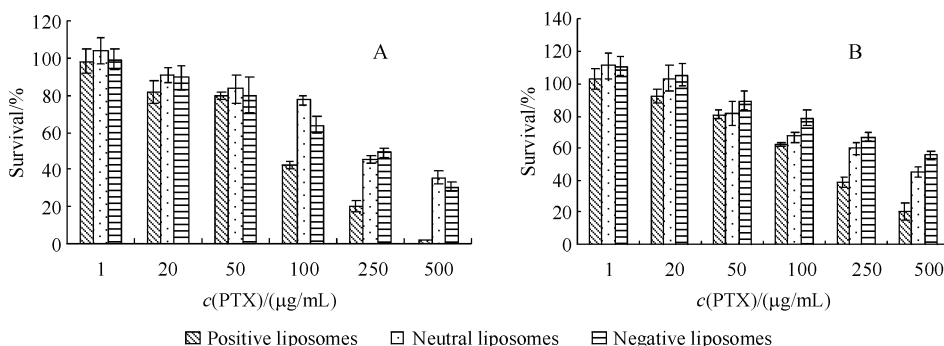 A
120
100
80
60
40
20
0
Survival/%
1 20 50 100 250 500
c(PTX)/(μg/mL)
B
140
120
100
80
60
40
20
0
Survival/%
1 20 50 100 250 500
c(PTX)/(μg/mL)
Positive liposomes Neutral liposomes Negative liposomes